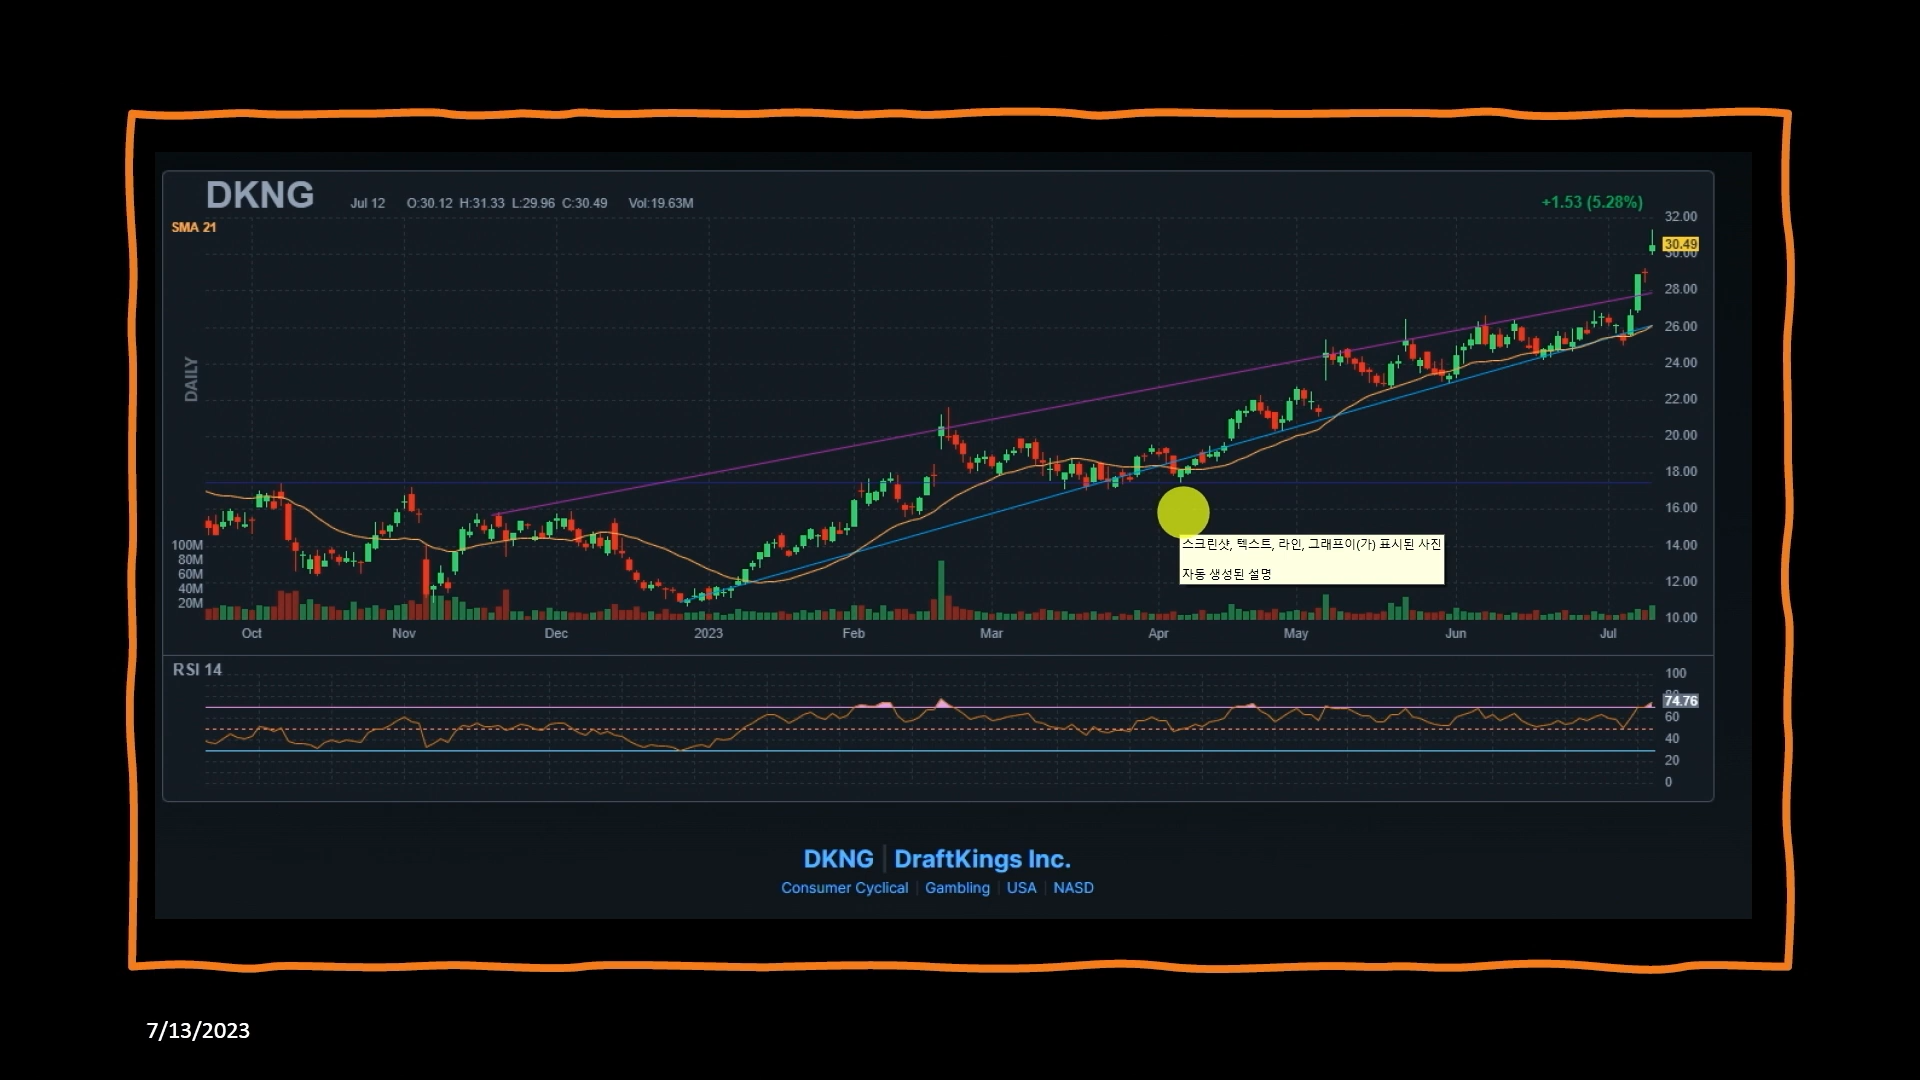 DKNG
Jul 12 O:30.12 H:31.33 L:29.96 C:30.49 Vol:19.63M
+1.53 (5.28%)
SMA 21
32.00
30.49
30.00
28.00
26.00
24.00
22.00
20.00
18.00
16.00
14.00
12.00
10.00
DAILY
100M
80M
60M
40M
20M
스크린샷, 텍스트, 라인, 그래프이(가) 표시된 사진
자동 생성된 설명
Oct Nov Dec 2023 Feb Mar Apr May Jun Jul
RSI 14
100
80
74.76
60
40
20
0
DKNG | DraftKings Inc.
Consumer Cyclical | Gambling | USA | NASD
7/13/2023